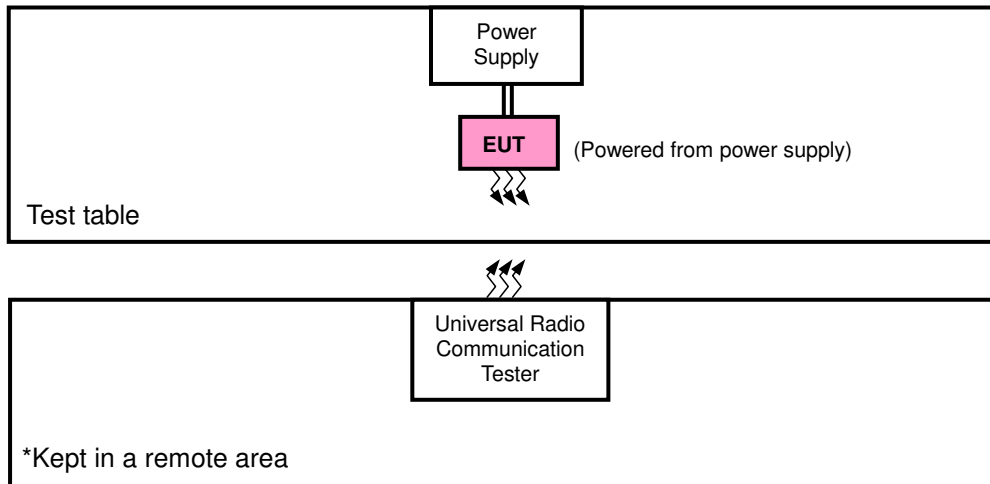 Power
Supply
EUT
(Powered from power supply)
Test table
Universal Radio
Communication
Tester
*Kept in a remote area